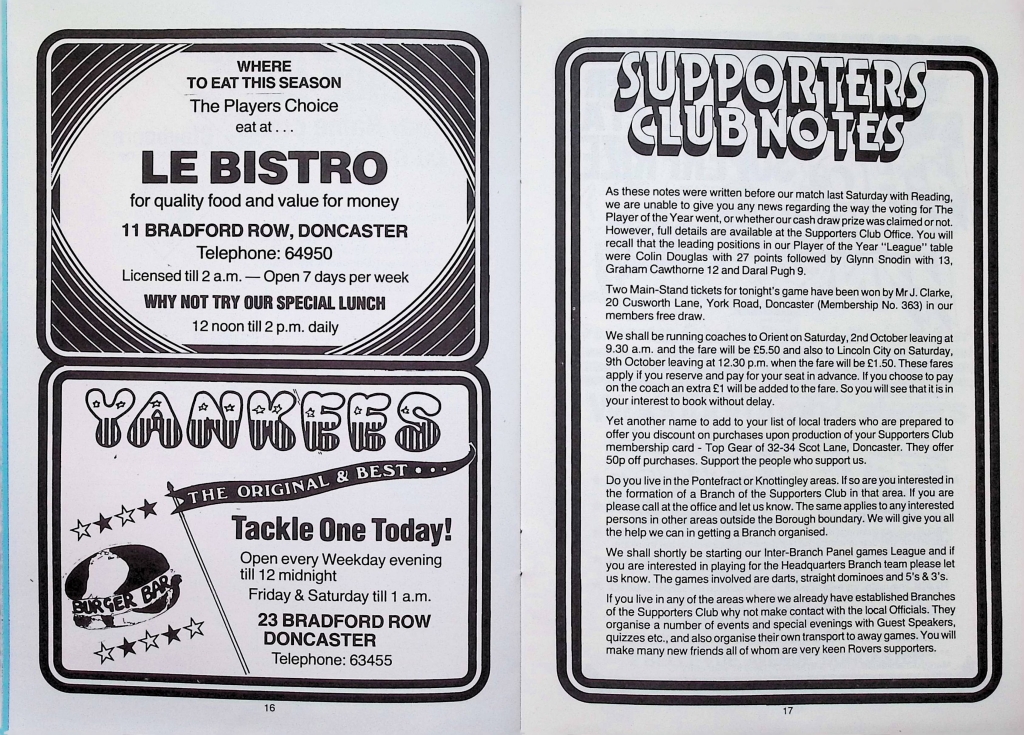 WHERE
TO EAT THIS SEASON
The Players Choice
eat at . . .
LE BISTRO
for quality food and value for money
11 BRADFORD ROW, DONCASTER
Telephone: 64950
Licensed till 2 a.m. — Open 7 days per week
WHY NOT TRY OUR SPECIAL LUNCH
12 noon till 2 p.m. daily
YANKEES
THE ORIGINAL & BEST . . .
Tackle One Today!
Open every Weekday evening
till 12 midnight
Friday & Saturday till 1 a.m.
BURGER BAR
23 BRADFORD ROW
DONCASTER
Telephone: 63455
16
SUPPORTERS
CLUB NOTES
As these notes were written before our match last Saturday with Reading,
we are unable to give you any news regarding the way the voting for The
Player of the Year went, or whether our cash draw prize was claimed or not.
However, full details are available at the Supporters Club Office. You will
recall that the leading positions in our Player of the Year "League" table
were Colin Douglas with 27 points followed by Glynn Snodin with 13,
Graham Cawthorne 12 and Daral Pugh 9.
Two Main-Stand tickets for tonight's game have been won by Mr J. Clarke,
20 Cusworth Lane, York Road, Doncaster (Membership No. 363) in our
members free draw.
We shall be running coaches to Orient on Saturday, 2nd October leaving at
9.30 a.m. and the fare will be £5.50 and also to Lincoln City on Saturday,
9th October leaving at 12.30 p.m. when the fare will be £1.50. These fares
apply if you reserve and pay for your seat in advance. If you choose to pay
on the coach an extra £1 will be added to the fare. So you will see that it is in
your interest to book without delay.
Yet another name to add to your list of local traders who are prepared to
offer you discount on purchases upon production of your Supporters Club
membership card - Top Gear of 32-34 Scot Lane, Doncaster. They offer
50p off purchases. Support the people who support us.
Do you live in the Pontefract or Knottingley areas. If so are you interested in
the formation of a Branch of the Supporters Club in that area. If you are
please call at the office and let us know. The same applies to any interested
persons in other areas outside the Borough boundary. We will give you all
the help we can in getting a Branch organised.
We shall shortly be starting our Inter-Branch Panel games League and if
you are interested in playing for the Headquarters Branch team please let
us know. The games involved are darts, straight dominoes and 5's & 3's.
If you live in any of the areas where we already have established Branches
of the Supporters Club why not make contact with the local Officials. They
organise a number of events and special evenings with Guest Speakers,
quizzes etc., and also organise their own transport to away games. You will
make many new friends all of whom are very keen Rovers supporters.
17